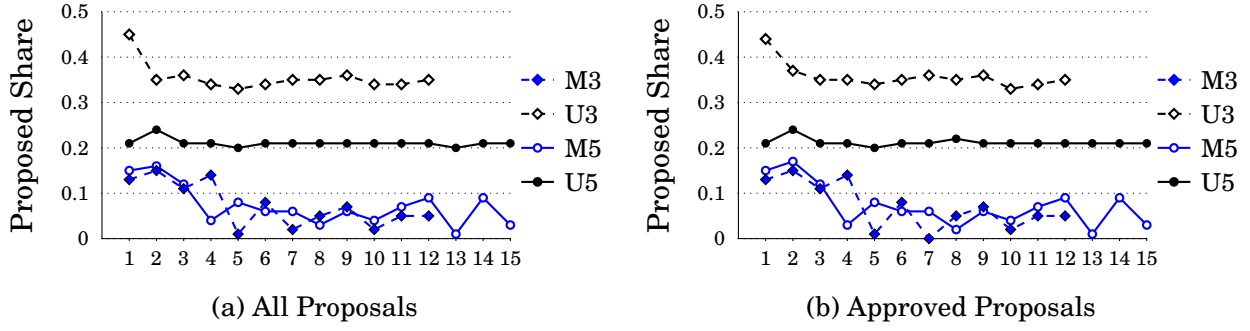 Proposed Share
0.5
0.4
0.3
0.2
0.1
0
1 2 3 4 5 6 7 8 9 10 11 12 13 14 15
M3
U3
M5
U5
(a) All Proposals
Proposed Share
0.5
0.4
0.3
0.2
0.1
0
1 2 3 4 5 6 7 8 9 10 11 12 13 14 15
M3
U3
M5
U5
(b) Approved Proposals